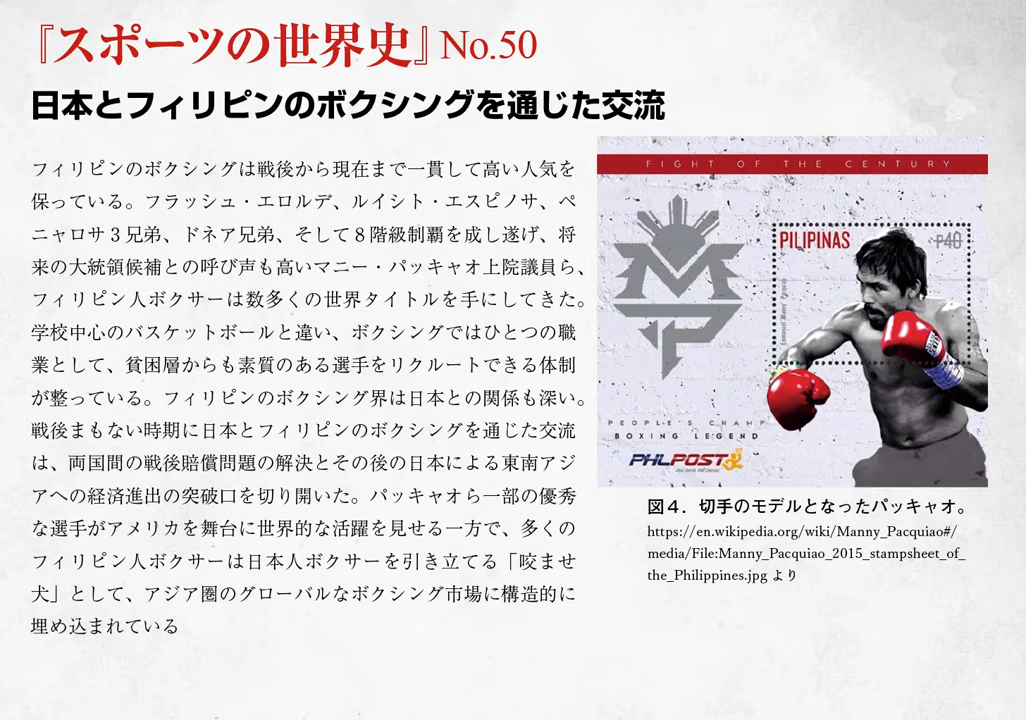 『スポーツの世界史』No.50
日本とフィリピンのボクシングを通じた交流
フィリピンのボクシングは戦後から現在まで一貫して高い人気を
保っている。フラッシュ・エロルデ、ルイシト・エスピノサ、ペ
ニャロサ3兄弟、ドネア兄弟、そして8階級制覇を成し遂げ、将
来の大統領候補との呼び声も高いマニー・パッキャオ上院議員ら、
フィリピン人ボクサーは数多くの世界タイトルを手にしてきた。
学校中心のバスケットボールと違い、ボクシングではひとつの職
業として、貧困層からも素質のある選手をリクルートできる体制
が整っている。フィリピンのボクシング界は日本との関係も深い。
戦後まもない時期に日本とフィリピンのボクシングを通じた交流
は、両国間の戦後賠償問題の解決とその後の日本による東南アジ
アへの経済進出の突破口を切り開いた。パッキャオら一部の優秀
な選手がアメリカを舞台に世界的な活躍を見せる一方で、多くの
フィリピン人ボクサーは日本人ボクサーを引き立てる「咬ませ
犬」として、アジア圏のグローバルなボクシング市場に構造的に
埋め込まれている
FIGHT OF THE CENTURY
PILIPINAS
P40
Emmanuel "Manny" Pacquiao
PEOPLE'S CHAMP
BOXING LEGEND
PHLPOST
図4．切手のモデルとなったパッキャオ。
https://en.wikipedia.org/wiki/Manny_Pacquiao#/
media/File:Manny_Pacquiao_2015_stampsheet_of_
the_Philippines.jpg より